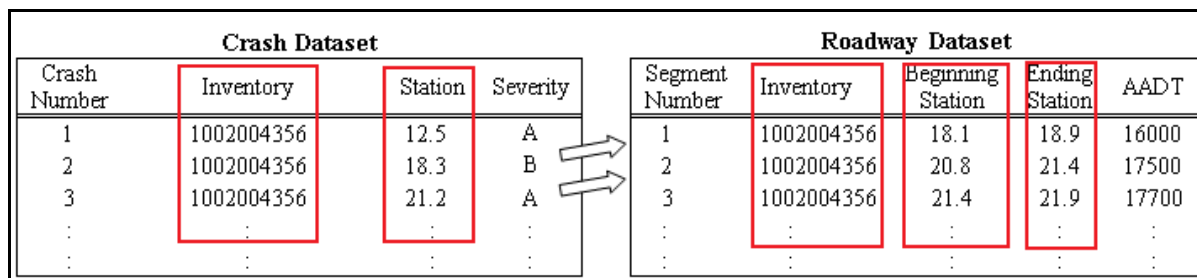 Crash Dataset
Crash Number Inventory Station Severity
1 1002004356 12.5 A
2 1002004356 18.3 B
3 1002004356 21.2 A
: : : :
: : : :
Roadway Dataset
Segment Number Inventory Beginning Station Ending Station AADT
1 1002004356 18.1 18.9 16000
2 1002004356 20.8 21.4 17500
3 1002004356 21.4 21.9 17700
: : : : :
: : : : :